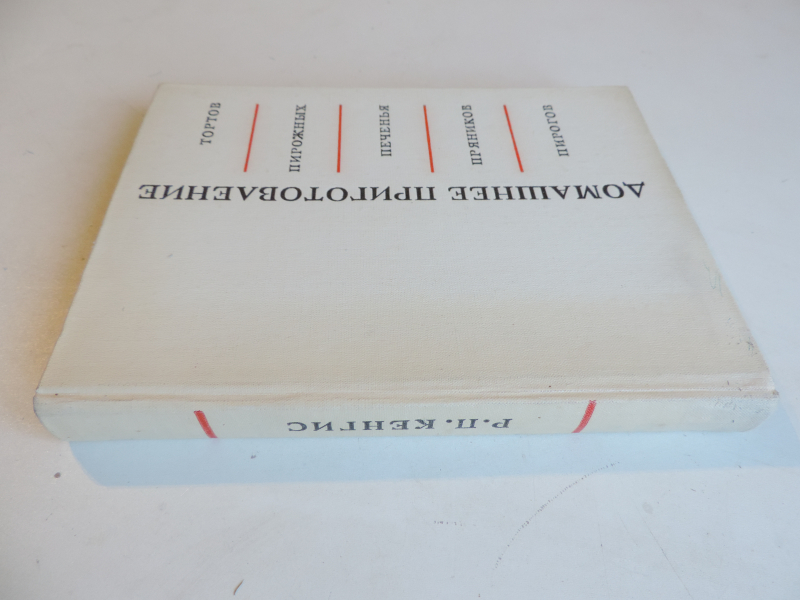 ДОМАШНЕЕ ПРИГОТОВЛЕНИЕ
ТОРТОВ
ПИРОЖНЫХ
ПЕЧЕНЬЯ
ПРЯНИКОВ
ПИРОГОВ
Р.П. КЕНГИС